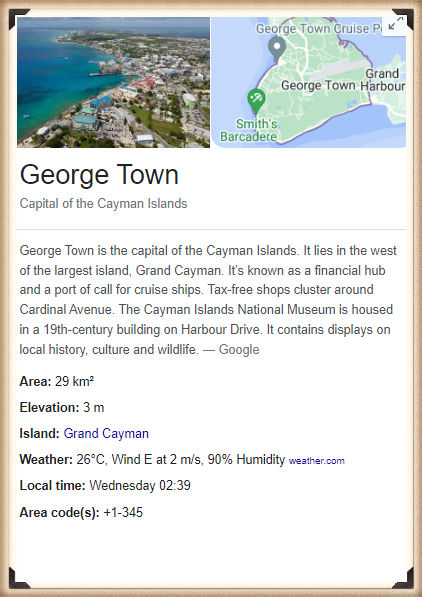 George Town Cruise P
George Town
Grand
Harbour
Smith's
Barcadere
George Town
Capital of the Cayman Islands
George Town is the capital of the Cayman Islands. It lies in the west
of the largest island, Grand Cayman. It's known as a financial hub
and a port of call for cruise ships. Tax-free shops cluster around
Cardinal Avenue. The Cayman Islands National Museum is housed
in a 19th-century building on Harbour Drive. It contains displays on
local history, culture and wildlife. — Google
Area: 29 km²
Elevation: 3 m
Island: Grand Cayman
Weather: 26°C, Wind E at 2 m/s, 90% Humidity weather.com
Local time: Wednesday 02:39
Area code(s): +1-345